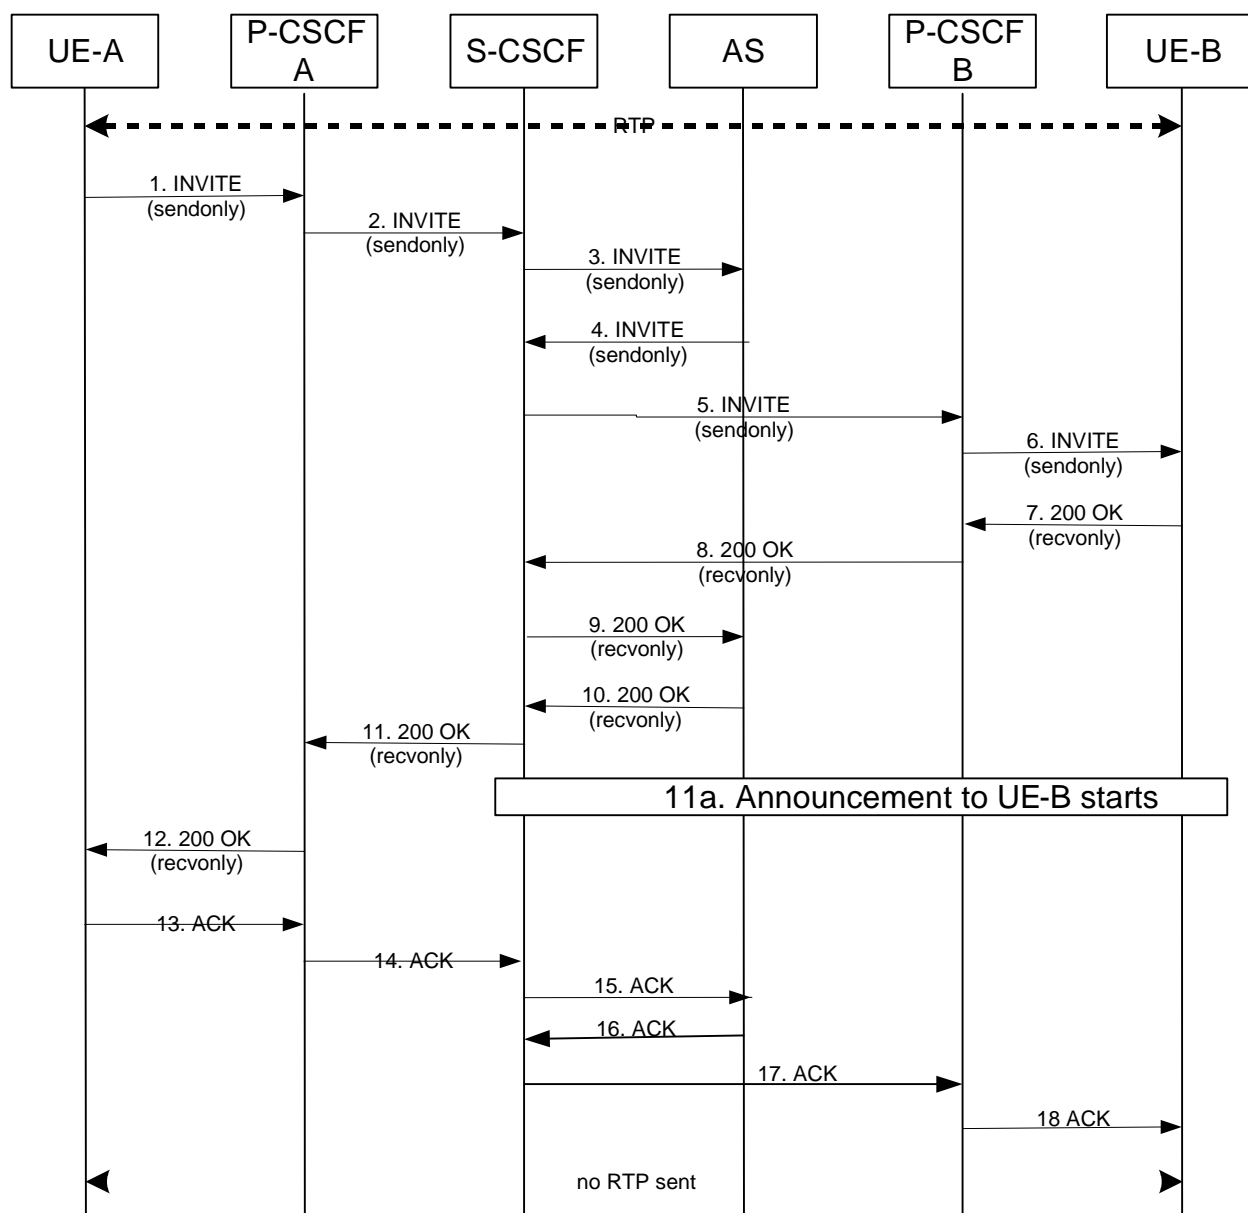 UE-A
P-CSCF
A
S-CSCF
AS
P-CSCF
B
UE-B
RTP
1. INVITE
(sendonly)
2. INVITE
(sendonly)
3. INVITE
(sendonly)
4. INVITE
(sendonly)
5. INVITE
(sendonly)
6. INVITE
(sendonly)
7. 200 OK
(recvonly)
8. 200 OK
(recvonly)
9. 200 OK
(recvonly)
10. 200 OK
(recvonly)
11. 200 OK
(recvonly)
11a. Announcement to UE-B starts
12. 200 OK
(recvonly)
13. ACK
14. ACK
15. ACK
16. ACK
17. ACK
18 ACK
no RTP sent